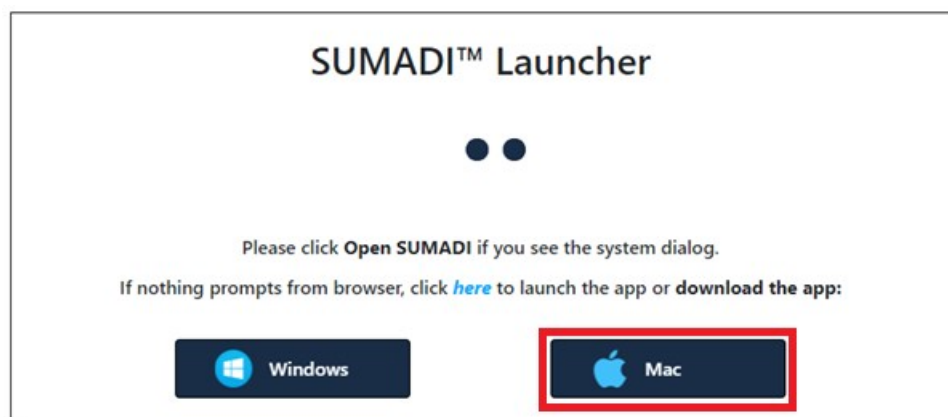 SUMADI™ Launcher
Please click Open SUMADI if you see the system dialog.
If nothing prompts from browser, click here to launch the app or download the app:
Windows
Mac